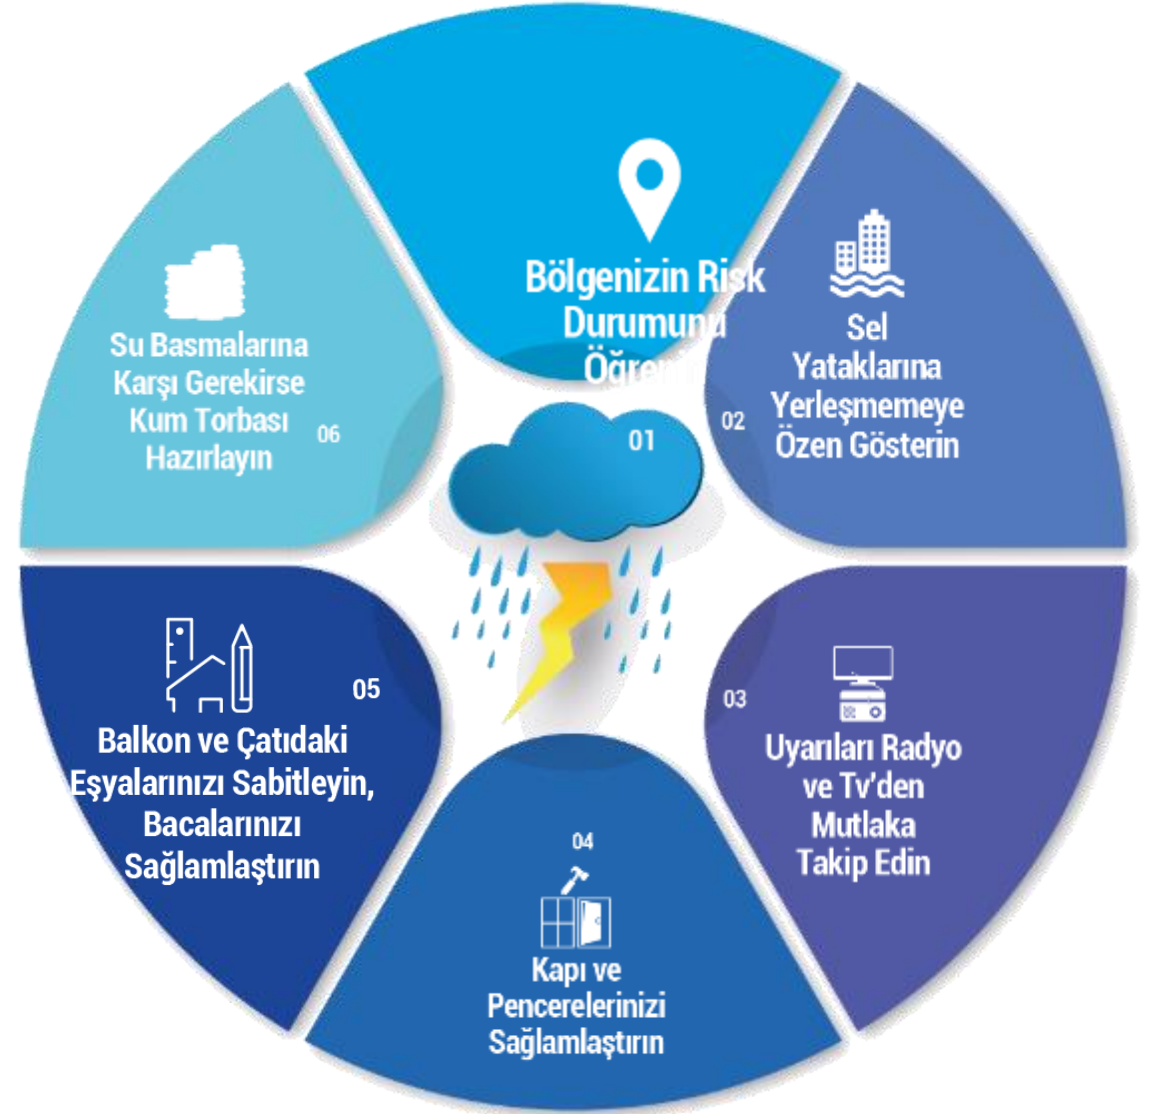 Bölgenizin Risk
Durumunu
01
02
Sel
Yataklarına
Yerleşmemeye
Özen Gösterin
03
Uyarıları Radyo
ve Tv'den
Mutlaka
Takip Edin
04
Kapı ve
Pencerelerinizi
Sağlamlaştırın
05
Balkon ve Çatıdaki
Eşyalarınızı Sabitleyin,
Bacalarınızı
Sağlamlaştırın
06
Su Basmalarına
Karşı Gerekirse
Kum Torbası
Hazırlayın